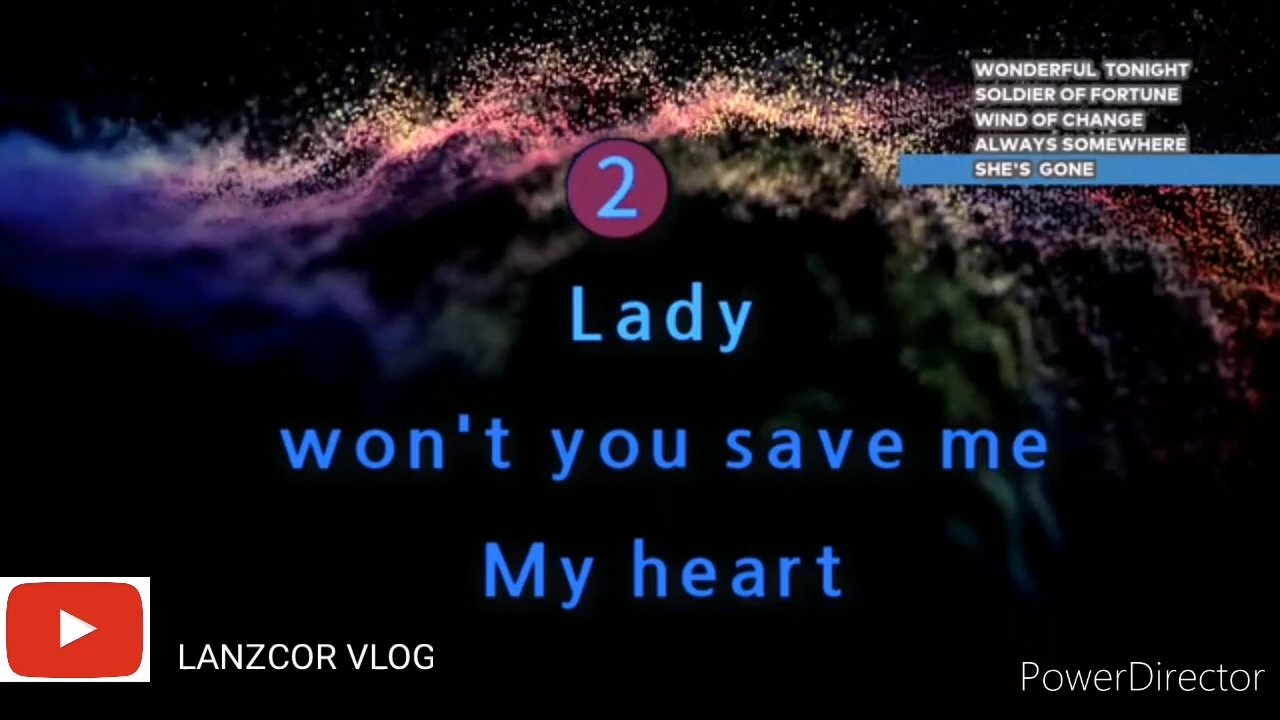 WONDERFUL TONIGHT
SOLDIER OF FORTUNE
WIND OF CHANGE
ALWAYS SOMEWHERE
SHE'S GONE
2
Lady
won't you save me
My heart
LANZCOR VLOG
PowerDirector